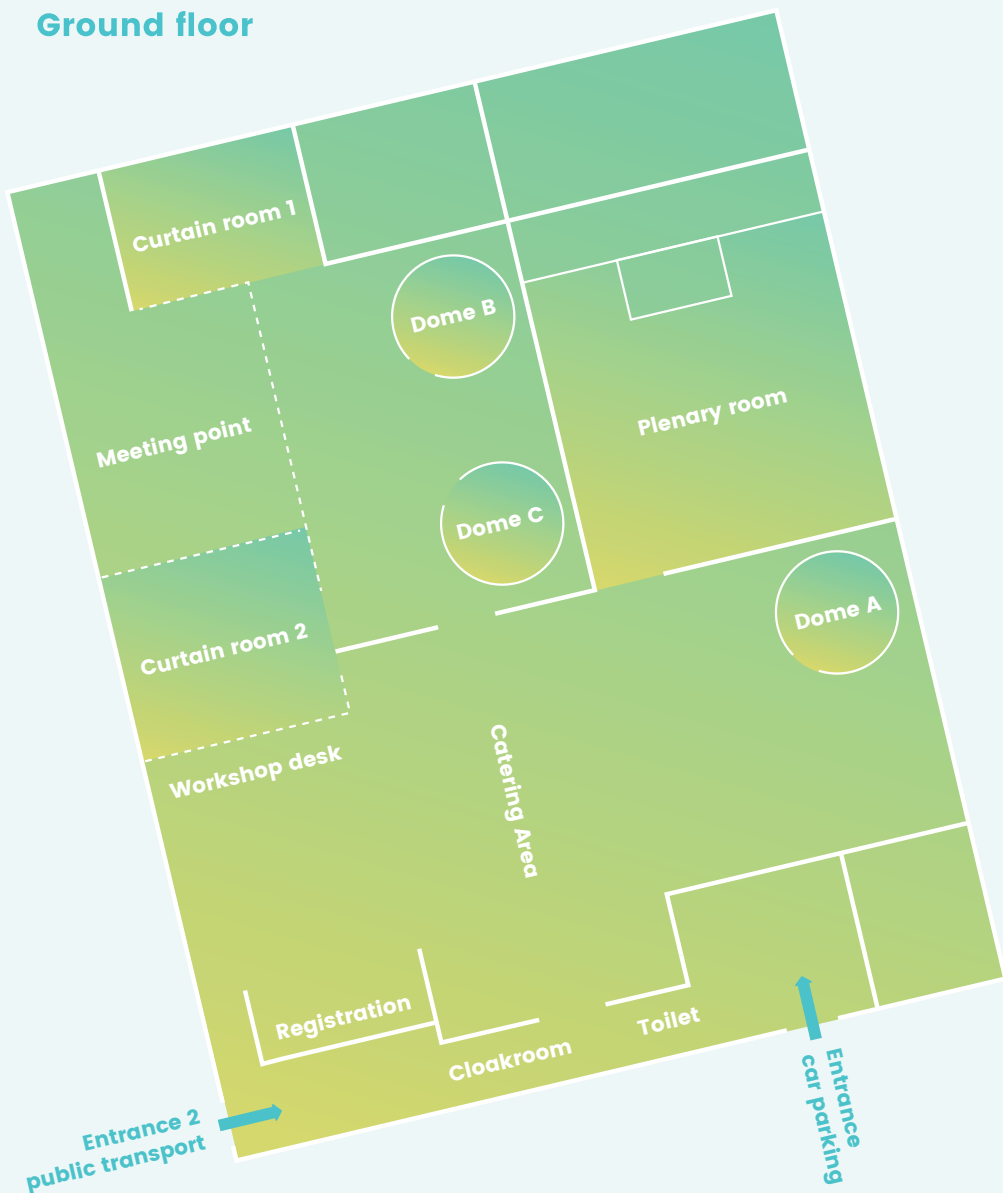 Ground floor
Curtain room 1
Dome B
Plenary room
Meeting point
Dome C
Dome A
Curtain room 2
Workshop desk
Catering Area
Registration
Toilet
Cloakroom
Entrance
car parking
Entrance 2
public transport